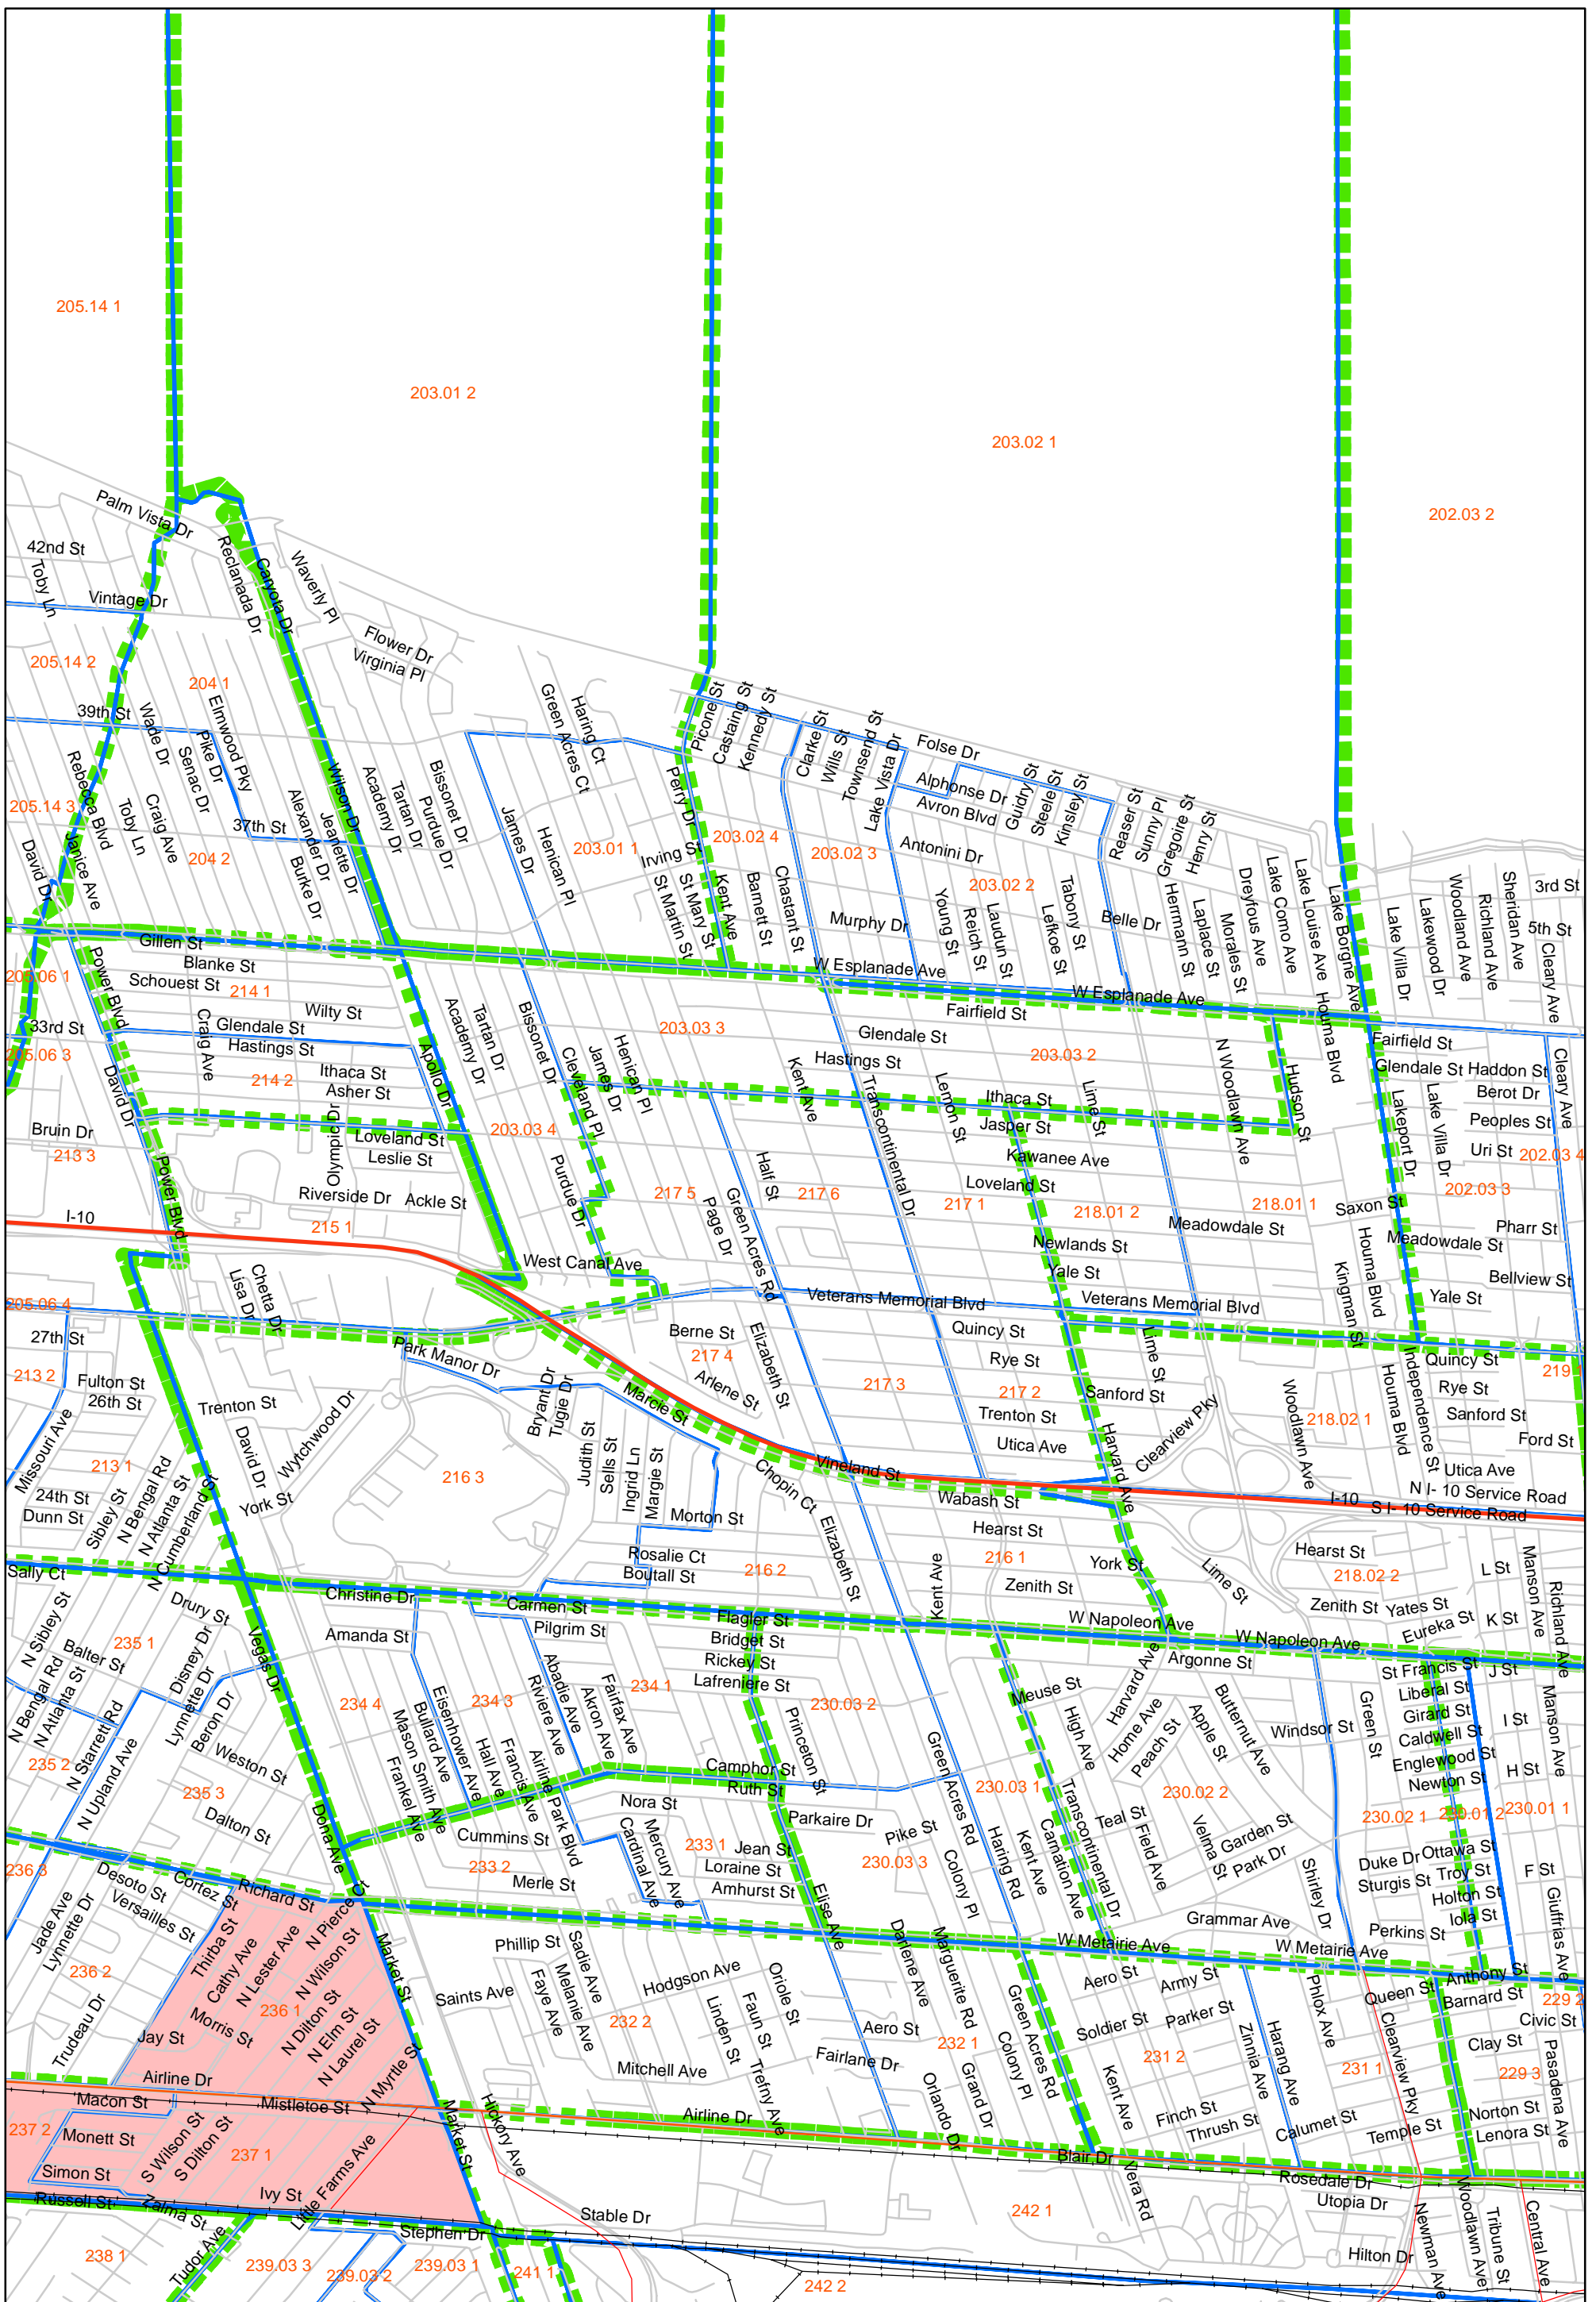 205.14 1
203.01 2
203.02 1
202.03 2
Palm Vista Dr
42nd St
Toby Ln
Vintage Dr
Reclanada Dr
Caryota Dr
Waverly Pl
Flower Dr
Virginia Pl
205.14 2
204 1
39th St
Wade Dr
Pike Dr
Elmwood Pky
Senac Dr
Rebecca Blvd
Toby Ln
Craig Ave
37th St
204 2
205.14 3
David Dr
Janice Ave
Alexander Dr
Jeanette Dr
Burke Dr
Wilson Dr
Academy Dr
Tartan Dr
Purdue Dr
Bissonet Dr
James Dr
Henican Pl
Green Acres Ct
Haring Ct
203.01 1
Irving St
St Mary St
St Martin St
Perry Dr
Kent Ave
Picone St
Castaing St
Kennedy St
Clarke St
Wills St
Townsend St
Lake Vista Dr
Folse Dr
Alphonse Dr
Avron Blvd
Guidry St
Steele St
Kinsley St
203.02 4
203.02 3
Barnett St
Chastant St
Antonini Dr
203.02 2
Murphy Dr
Young St
Reich St
Laudun St
Lefkoe St
Tabony St
Belle Dr
Reaser St
Sunny Pl
Gregoire St
Henry St
Herrmann St
Laplace St
Morales St
Dreyfous Ave
Lake Como Ave
Lake Louise Ave
Lake Borgne Ave
Lake Villa Dr
Lakewood Dr
Woodland Ave
Richland Ave
Sheridan Ave
3rd St
5th St
Cleary Ave
W Esplanade Ave
W Esplanade Ave
Gillen St
Blanke St
Schouest St
214 1
Wilty St
205.06 1
Power Blvd
33rd St
205.06 3
Craig Ave
Glendale St
Hastings St
Ithaca St
214 2
Asher St
David Dr
Apollo Dr
Academy Dr
Tartan Dr
Bissonet Dr
Cleveland Pl
James Dr
Henican Pl
203.03 3
Fairfield St
Glendale St
203.03 2
Hastings St
Kent Ave
Transcontinental Dr
Lemon St
Ithaca St
Lime St
Jasper St
N Woodlawn Ave
Hudson St
Houma Blvd
Fairfield St
Glendale St
Haddon St
Berot Dr
Peoples St
Cleary Ave
Lakeport Dr
Lake Villa Dr
Uri St
202.03 4
202.03 3
Bruin Dr
213 3
Olympic Dr
Loveland St
Leslie St
203.03 4
Power Blvd
Riverside Dr
Ackle St
215 1
I-10
Purdue Dr
217 5
Half St
217 6
Page Dr
Green Acres Rd
Kawanee Ave
Loveland St
217 1
218.01 2
218.01 1
Meadowdale St
Saxon St
Pharr St
Meadowdale St
Newlands St
Yale St
Bellview St
Yale St
Houma Blvd
Kingman St
West Canal Ave
Lisa Dr
Chetta Dr
205.06 4
27th St
Veterans Memorial Blvd
Veterans Memorial Blvd
Berne St
217 4
Arlene St
Elizabeth St
Quincy St
Rye St
217 3
217 2
Sanford St
Lime St
Trenton St
Utica Ave
Harvard Ave
Clearview Pky
Woodlawn Ave
218.02 1
Houma Blvd
Independence St
Quincy St
219
Rye St
Sanford St
Ford St
Utica Ave
N I- 10 Service Road
I-10
S I- 10 Service Road
213 2
Fulton St
26th St
Missouri Ave
213 1
24th St
Dunn St
Sibley St
N Bengal Rd
N Atlanta St
N Cumberland St
Trenton St
David Dr
Wytchwood Dr
York St
Park Manor Dr
216 3
Bryant Dr
Tugie Dr
Marcie St
Judith St
Sells St
Ingrid Ln
Margie St
Morton St
Chopin Ct
Vineland St
Elizabeth St
Wabash St
Hearst St
216 1
Kent Ave
York St
Zenith St
Lime St
Hearst St
218.02 2
Zenith St
Yates St
Eureka St
L St
K St
Manson Ave
Richland Ave
Rosalie Ct
Boutall St
216 2
Sally Ct
Christine Dr
Carmen St
Flagler St
W Napoleon Ave
W Napoleon Ave
N Sibley St
Balter St
235 1
Drury St
Disney Dr
Lynnette Dr
Beron Dr
N Bengal Rd
N Atlanta St
N Starrett Rd
235 2
N Upland Ave
Weston St
235 3
Dalton St
Vegas Dr
Dona Ave
Amanda St
234 4
Mason Smith Ave
Frankel Ave
Bullard Ave
Eisenhower Ave
234 3
Hall Ave
Francis Ave
Airline Park Blvd
Pilgrim St
Abadie Ave
Riviere Ave
Akron Ave
Fairfax Ave
234 1
Bridget St
Rickey St
Lafreniere St
230.03 2
Princeton St
Camphor St
Ruth St
Nora St
Parkaire Dr
Pike St
230.03 3
Green Acres Rd
Haring Rd
Colony Pl
230.03 1
Meuse St
High Ave
Harvard Ave
Home Ave
Peach St
Argonne St
Apple St
Butternut Ave
Windsor St
Green St
230.02 2
Transcontinental Dr
Carnation Ave
Kent Ave
Teal St
Field Ave
Velma St
Garden St
Park Dr
Shirley Dr
St Francis St
J St
Liberal St
Girard St
Caldwell St
Englewood St
Newton St
I St
H St
Manson Ave
230.02 1
230.01 2
230.01 1
Duke Dr
Ottawa St
Sturgis St
Troy St
Holton St
Iola St
F St
Giuffrias Ave
Perkins St
Grammar Ave
W Metairie Ave
W Metairie Ave
Anthony St
Cummins St
233 2
Merle St
Cardinal Ave
Mercury Ave
233 1
Jean St
Loraine St
Amhurst St
Elise Ave
236 3
Desoto St
Cortez St
Versailles St
Richard St
Jade Ave
Lynnette Dr
236 2
Trudeau Dr
Thirba St
Cathy Ave
N Lester Ave
N Pierce Ct
N Wilson St
236 1
Morris St
N Dilton St
N Elm St
N Laurel St
Jay St
N Myrtle S
Market St
Phillip St
Sadie Ave
Melanie Ave
Faye Ave
Saints Ave
Hodgson Ave
232 2
Mitchell Ave
Linden St
Faun St
Oriole St
Trefny Ave
Darlene Ave
Marguerite Rd
Aero St
232 1
Fairlane Dr
Orlando Dr
Grand Dr
Colony Pl
Green Acres Rd
Aero St
Army St
Soldier St
Parker St
231 2
Zinnia Ave
Harang Ave
Phlox Ave
231 1
Kent Ave
Finch St
Thrush St
Calumet St
Temple St
Clearview Pky
Queen St
Barnard St
229 2
Civic St
Clay St
229 3
Pasadena Ave
Norton St
Lenora St
Airline Dr
Macon St
Mistletoe St
237 2
Monett St
S Wilson St
S Dilton St
237 1
Simon St
Ivy St
Little Farms Ave
Market St
Hickory Ave
Airline Dr
Blair Dr
Vera Rd
Rosedale Dr
Utopia Dr
Newman Ave
Woodlawn Ave
Tribune St
Central Ave
Hilton Dr
Russell St
Zalma St
Tudor Ave
Stephen Dr
Stable Dr
238 1
239.03 3
239.03 2
239.03 1
241 1
242 1
242 2